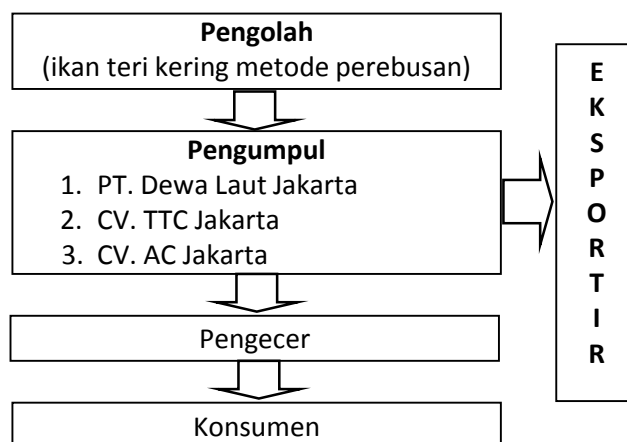 Pengolah
(ikan teri kering metode perebusan)
Pengumpul
1. PT. Dewa Laut Jakarta
2. CV. TTC Jakarta
3. CV. AC Jakarta
Pengecer
Konsumen
E
K
S
P
O
R
T
I
R